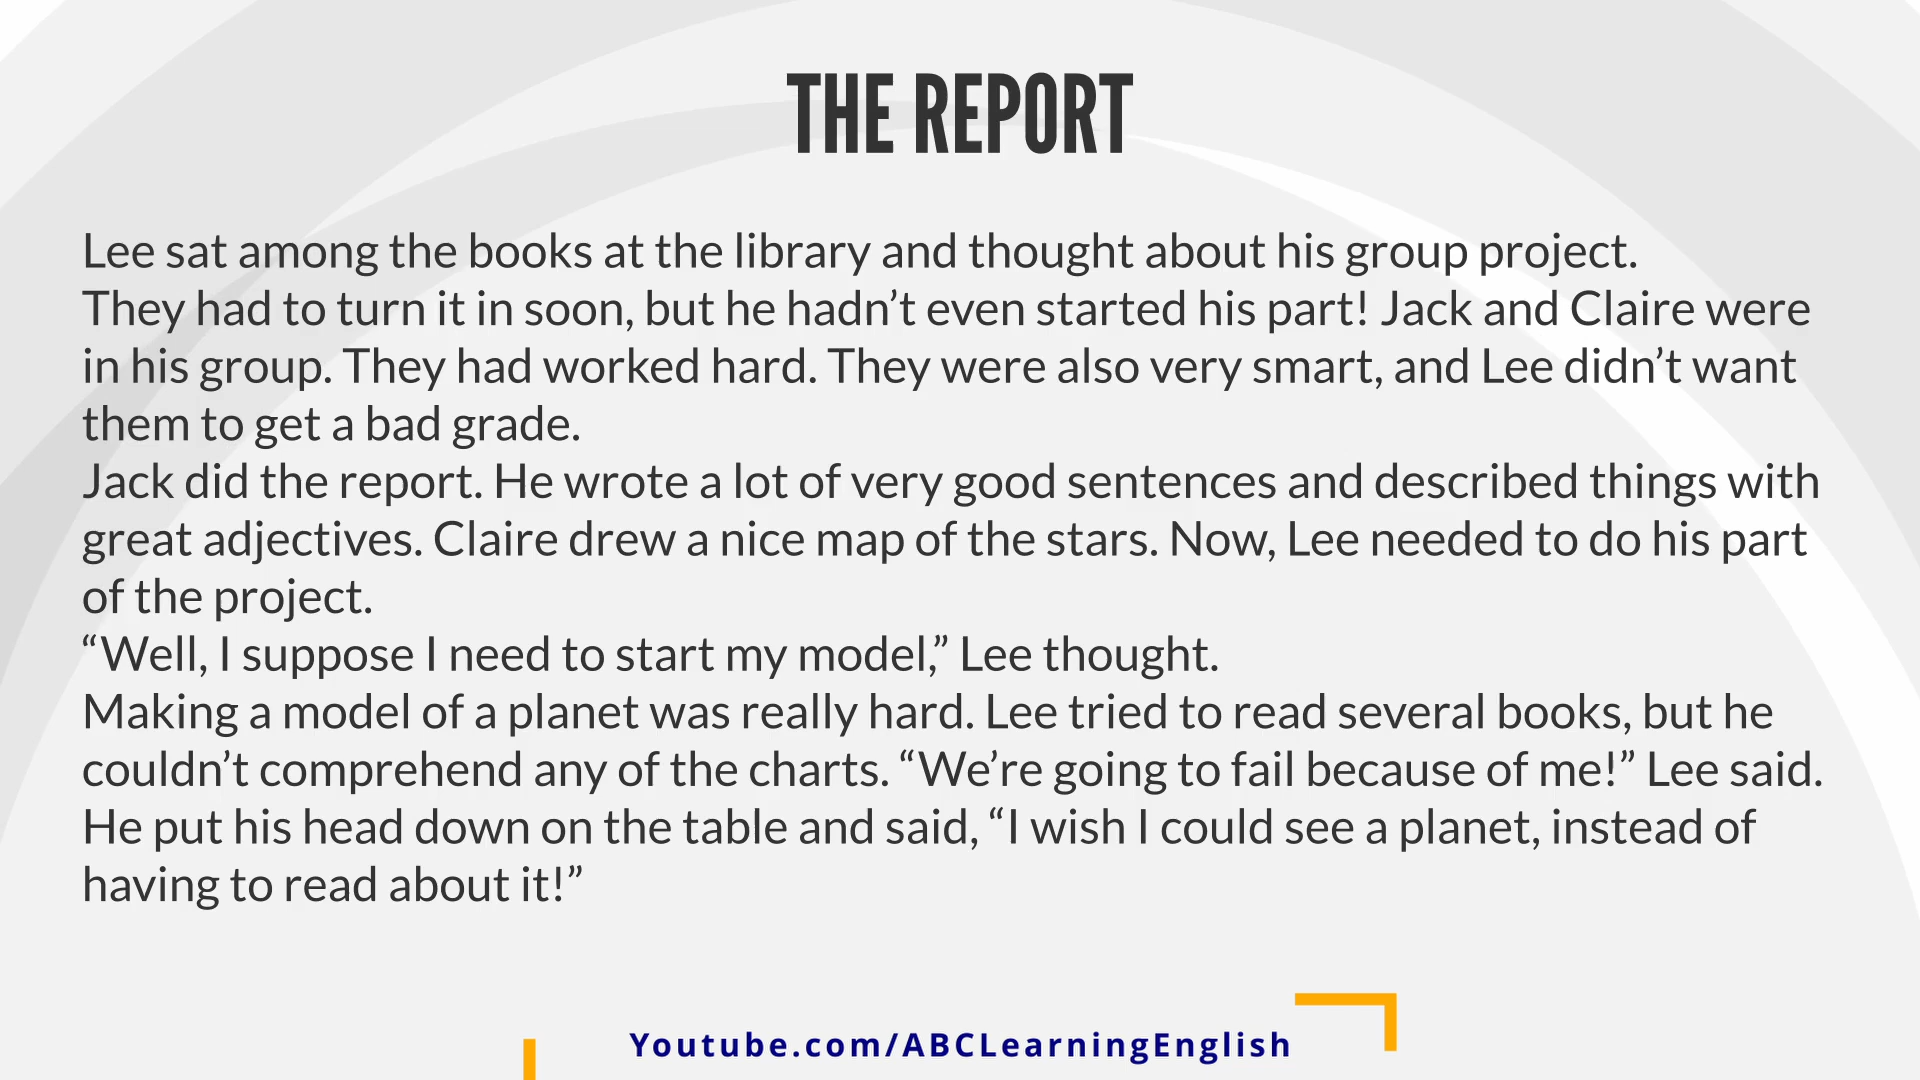 THE REPORT
Lee sat among the books at the library and thought about his group project.
They had to turn it in soon, but he hadn’t even started his part! Jack and Claire were
in his group. They had worked hard. They were also very smart, and Lee didn’t want
them to get a bad grade.
Jack did the report. He wrote a lot of very good sentences and described things with
great adjectives. Claire drew a nice map of the stars. Now, Lee needed to do his part
of the project.
“Well, I suppose I need to start my model,” Lee thought.
Making a model of a planet was really hard. Lee tried to read several books, but he
couldn’t comprehend any of the charts. “We’re going to fail because of me!” Lee said.
He put his head down on the table and said, “I wish I could see a planet, instead of
having to read about it!”
Youtube.com/ABCLearningEnglish